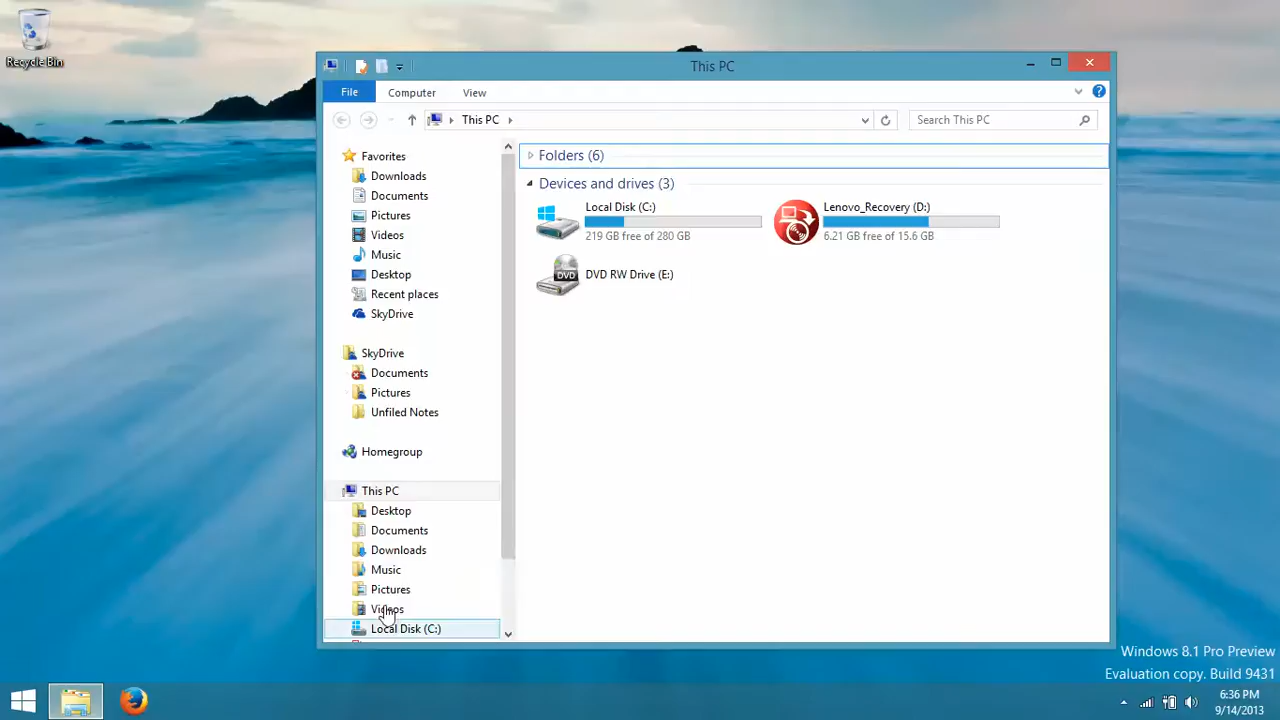 Recycle Bin
This PC
File
Computer
View
This PC
Search This PC
Favorites
Downloads
Documents
Pictures
Videos
Music
Desktop
Recent places
SkyDrive
SkyDrive
Documents
Pictures
Unfiled Notes
Homegroup
This PC
Desktop
Documents
Downloads
Music
Pictures
Videos
Local Disk (C:)
Folders (6)
Devices and drives (3)
Local Disk (C:)
219 GB free of 280 GB
Lenovo_Recovery (D:)
6.21 GB free of 15.6 GB
DVD
DVD RW Drive (E:)
Windows 8.1 Pro Preview
Evaluation copy. Build 9431
6:36 PM
9/14/2013